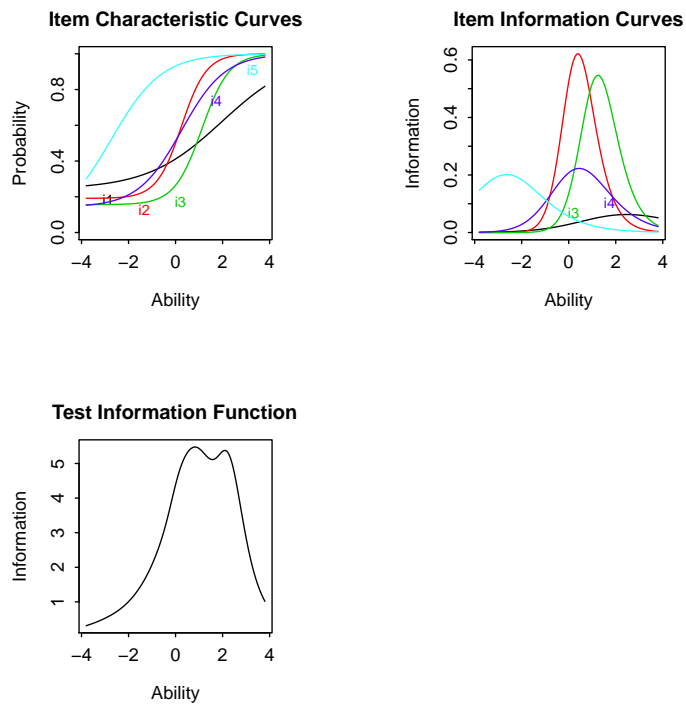 Item Characteristic Curves
Probability
0.0
0.4
0.8
i1
i2
i3
i4
i5
−4 −2 0 2 4
Ability
Item Information Curves
Information
0.0
0.2
0.4
0.6
i3
i4
−4 −2 0 2 4
Ability
Test Information Function
Information
1
2
3
4
5
−4 −2 0 2 4
Ability